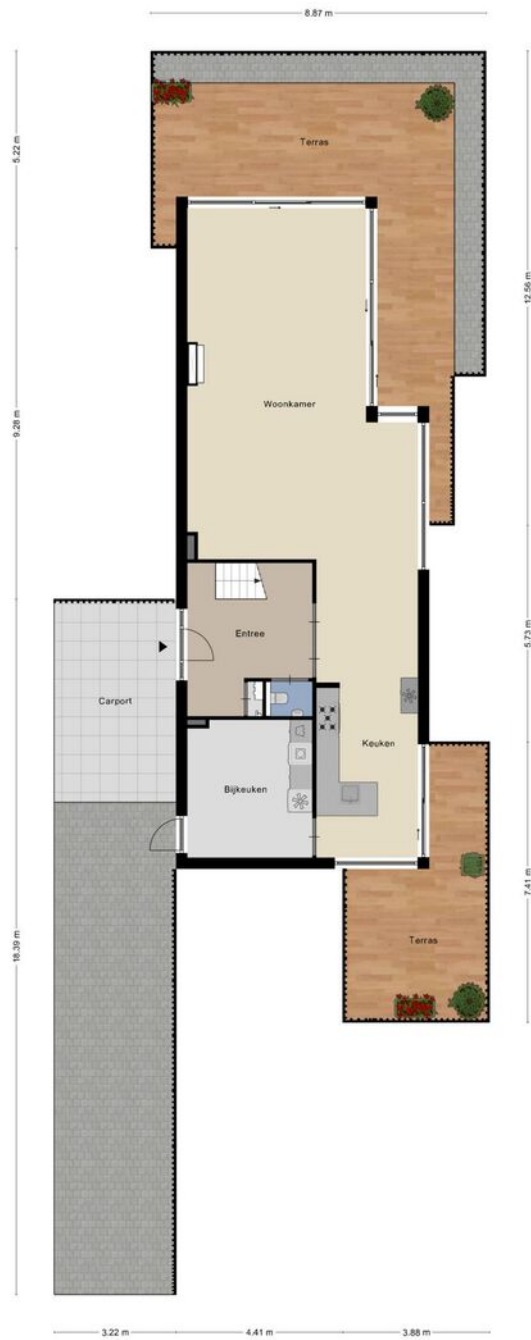 8.87 m
5.22 m
Terras
12.56 m
9.28 m
Woonkamer
Entree
5.73 m
Carport
Keuken
Bijkeuken
7.41 m
Terras
18.39 m
3.22 m
4.41 m
3.88 m